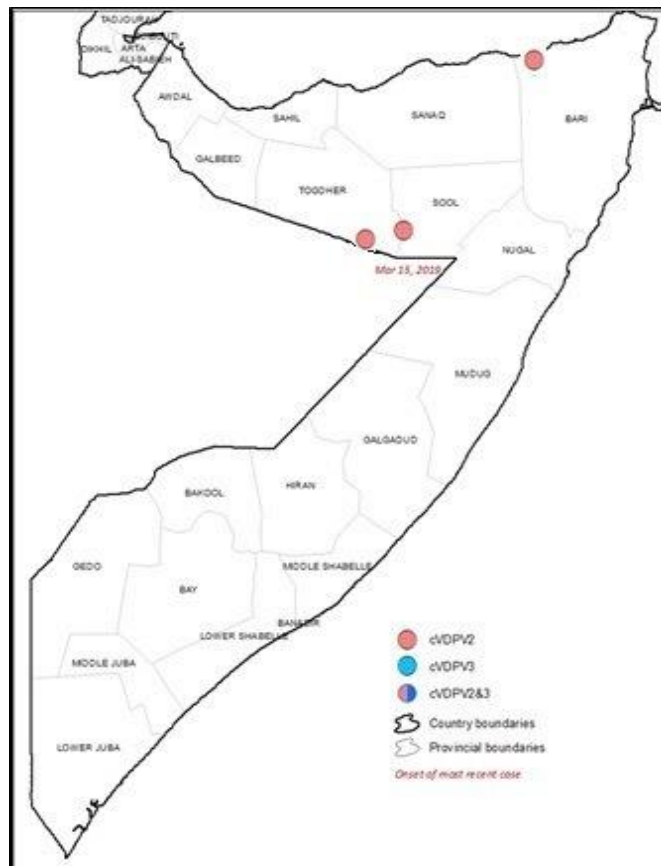 TADJOURAH
DIKHIL
ARTA
ALI-SABIEH
AWDAL
SAHIL
SANAQ
BARI
GALBEED
TOGDHER
SOOL
NUGAL
Mar 15, 2019
MUDUG
GALGADUD
BAKOOL
HIRAN
GEDO
MIDDLE SHABELLE
BAY
BANADIR
LOWER SHABELLE
MIDDLE JUBA
LOWER JUBA
cVDPV2
cVDPV3
cVDPV2&3
Country boundaries
Provincial boundaries
Onset of most recent case